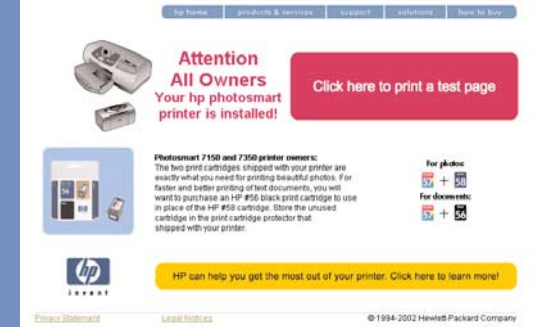 hp home products & services support solutions how to buy
Attention
All Owners
Your hp photosmart
printer is installed!
Click here to print a test page
Photosmart 7150 and 7350 printer owners:
The two print cartridges shipped with your printer are
exactly what you need for printing beautiful photos. For
faster and better printing of text documents, you will
want to purchase an HP #56 black print cartridge to use
in place of the HP #58 cartridge. Store the unused
cartridge in the print cartridge protector that
shipped with your printer.
For photos:
57 + 58
For documents:
57 + 56
hp
invent
HP can help you get the most out of your printer. Click here to learn more!
Privacy Statement
Legal Notices
© 1994-2002 Hewlett-Packard Company